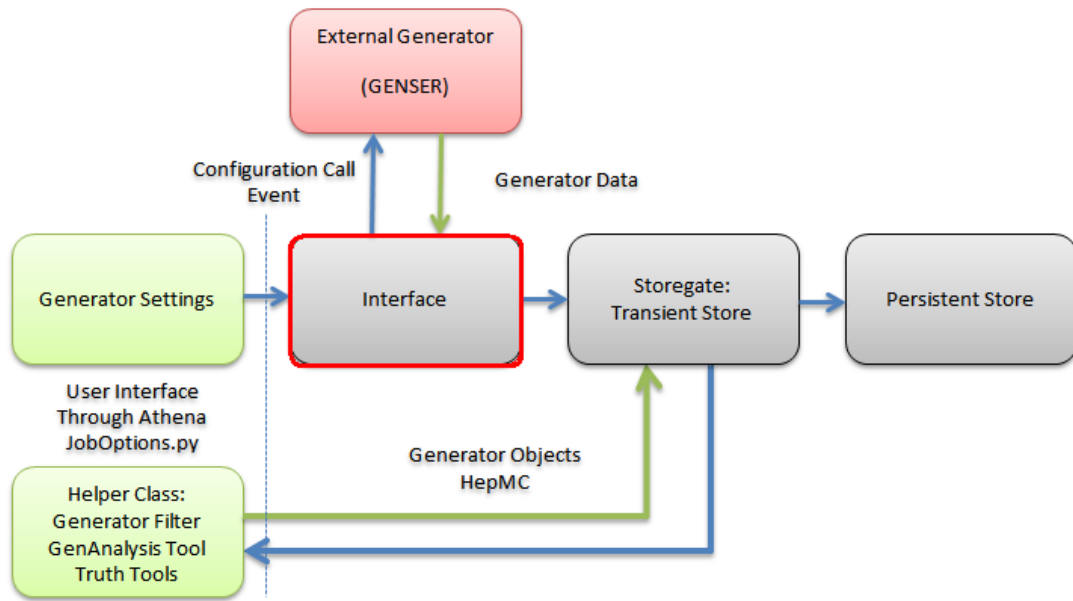 External Generator
(GENSER)
Configuration Call
Event
Generator Data
Generator Settings
Interface
Storegate:
Transient Store
Persistent Store
User Interface
Through Athena
JobOptions.py
Generator Objects
HepMC
Helper Class:
Generator Filter
GenAnalysis Tool
Truth Tools